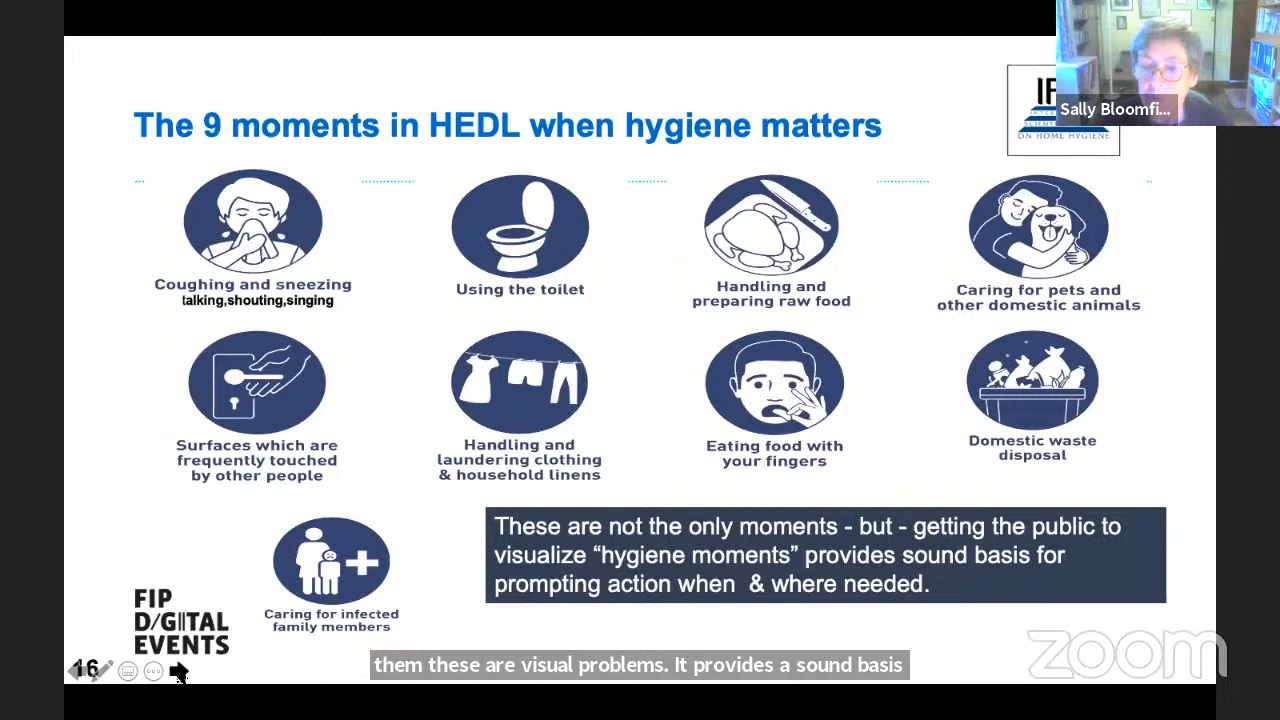 The 9 moments in HEDL when hygiene matters
IF
ON HOME HYGIENE
Sally Bloomfi...
Coughing and sneezing
talking,shouting,singing
Using the toilet
Handling and
preparing raw food
Caring for pets and
other domestic animals
Surfaces which are
frequently touched
by other people
Handling and
laundering clothing
& household linens
Eating food with
your fingers
Domestic waste
disposal
Caring for infected
family members
These are not the only moments - but - getting the public to
visualize “hygiene moments” provides sound basis for
prompting action when & where needed.
FIP
D/GITAL
EVENTS
16
them these are visual problems. It provides a sound basis
zoom